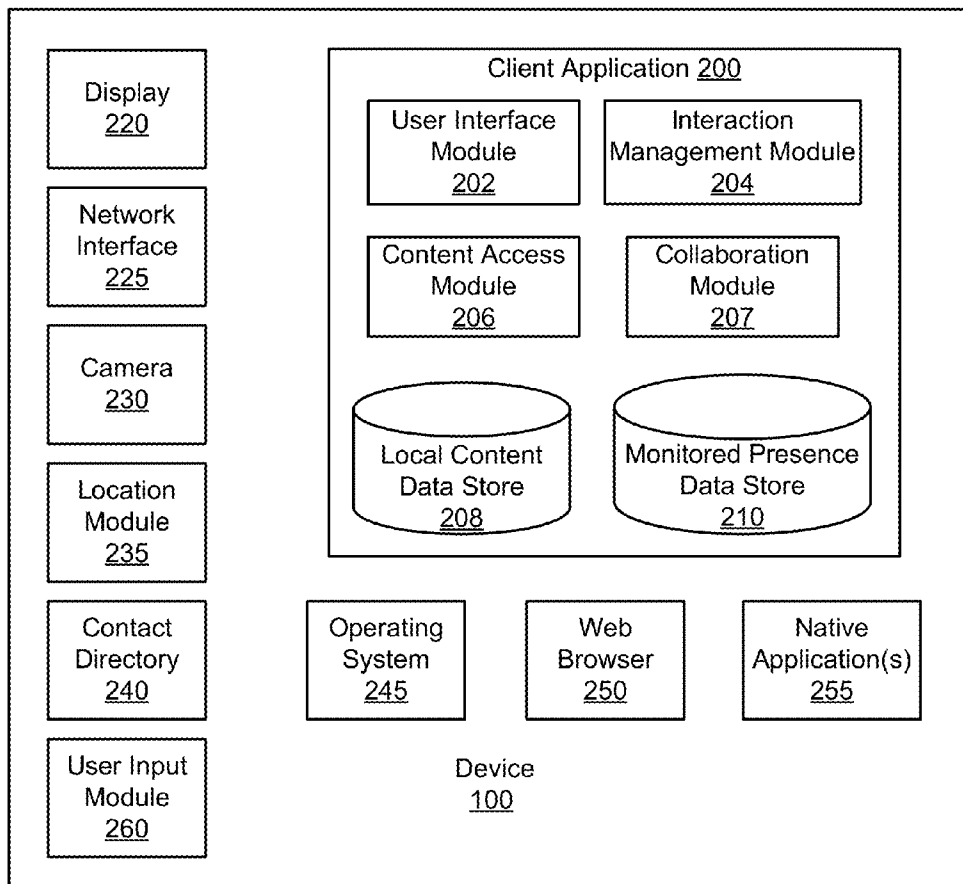 Display
220
Network
Interface
225
Camera
230
Location
Module
235
Contact
Directory
240
User Input
Module
260
Client Application 200
User Interface
Module
202
Interaction
Management Module
204
Content Access
Module
206
Collaboration
Module
207
Local Content
Data Store
208
Monitored Presence
Data Store
210
Operating
System
245
Web
Browser
250
Native
Application(s)
255
Device
100